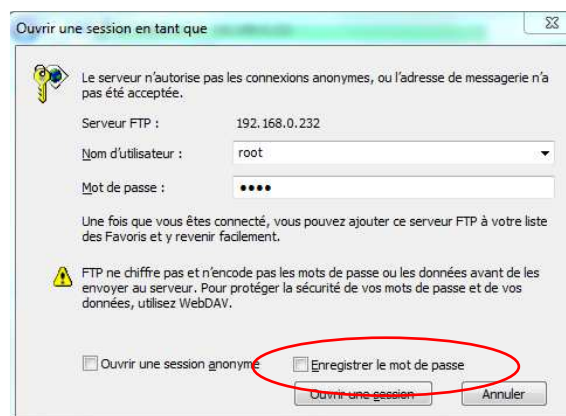 Ouvrir une session en tant que
Le serveur n'autorise pas les connexions anonymes, ou l'adresse de messagerie n'a
pas été acceptée.
Serveur FTP : 192.168.0.232
Nom d'utilisateur : root
Mot de passe : ●●●●
Une fois que vous êtes connecté, vous pouvez ajouter ce serveur FTP à votre liste
des Favoris et y revenir facilement.
FTP ne chiffre pas et n'encode pas les mots de passe ou les données avant de les
envoyer au serveur. Pour protéger la sécurité de vos mots de passe et de vos
données, utilisez WebDAV.
Ouvrir une session anonyme Enregistrer le mot de passe
Ouvrir une session Annuler